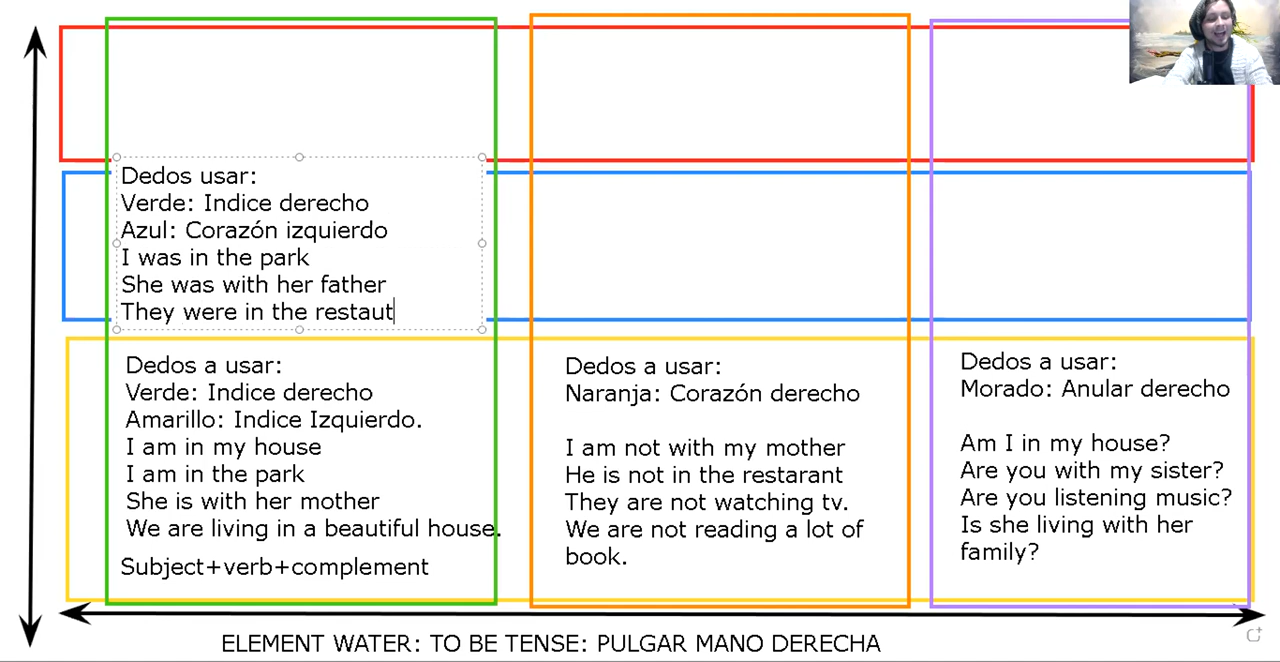 Dedos usar:
Verde: Indice derecho
Azul: Corazón izquierdo
I was in the park
She was with her father
They were in the restaut
Dedos a usar:
Verde: Indice derecho
Amarillo: Indice Izquierdo.
I am in my house
I am in the park
She is with her mother
We are living in a beautiful house.
Subject+verb+complement
Dedos a usar:
Naranja: Corazón derecho
I am not with my mother
He is not in the restarant
They are not watching tv.
We are not reading a lot of
book.
Dedos a usar:
Morado: Anular derecho
Am I in my house?
Are you with my sister?
Are you listening music?
Is she living with her
family?
ELEMENT WATER: TO BE TENSE: PULGAR MANO DERECHA